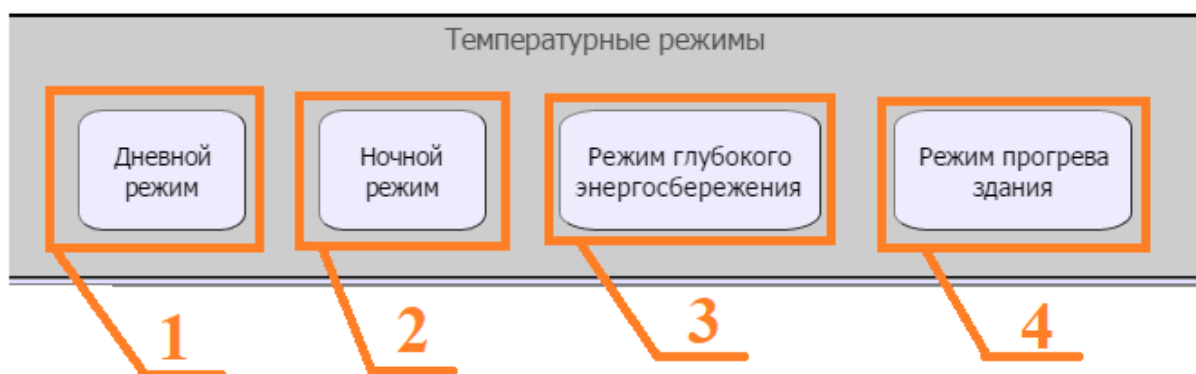 Температурные режимы
Дневной
режим
Ночной
режим
Режим глубокого
энергосбережения
Режим прогрева
здания
1
2
3
4